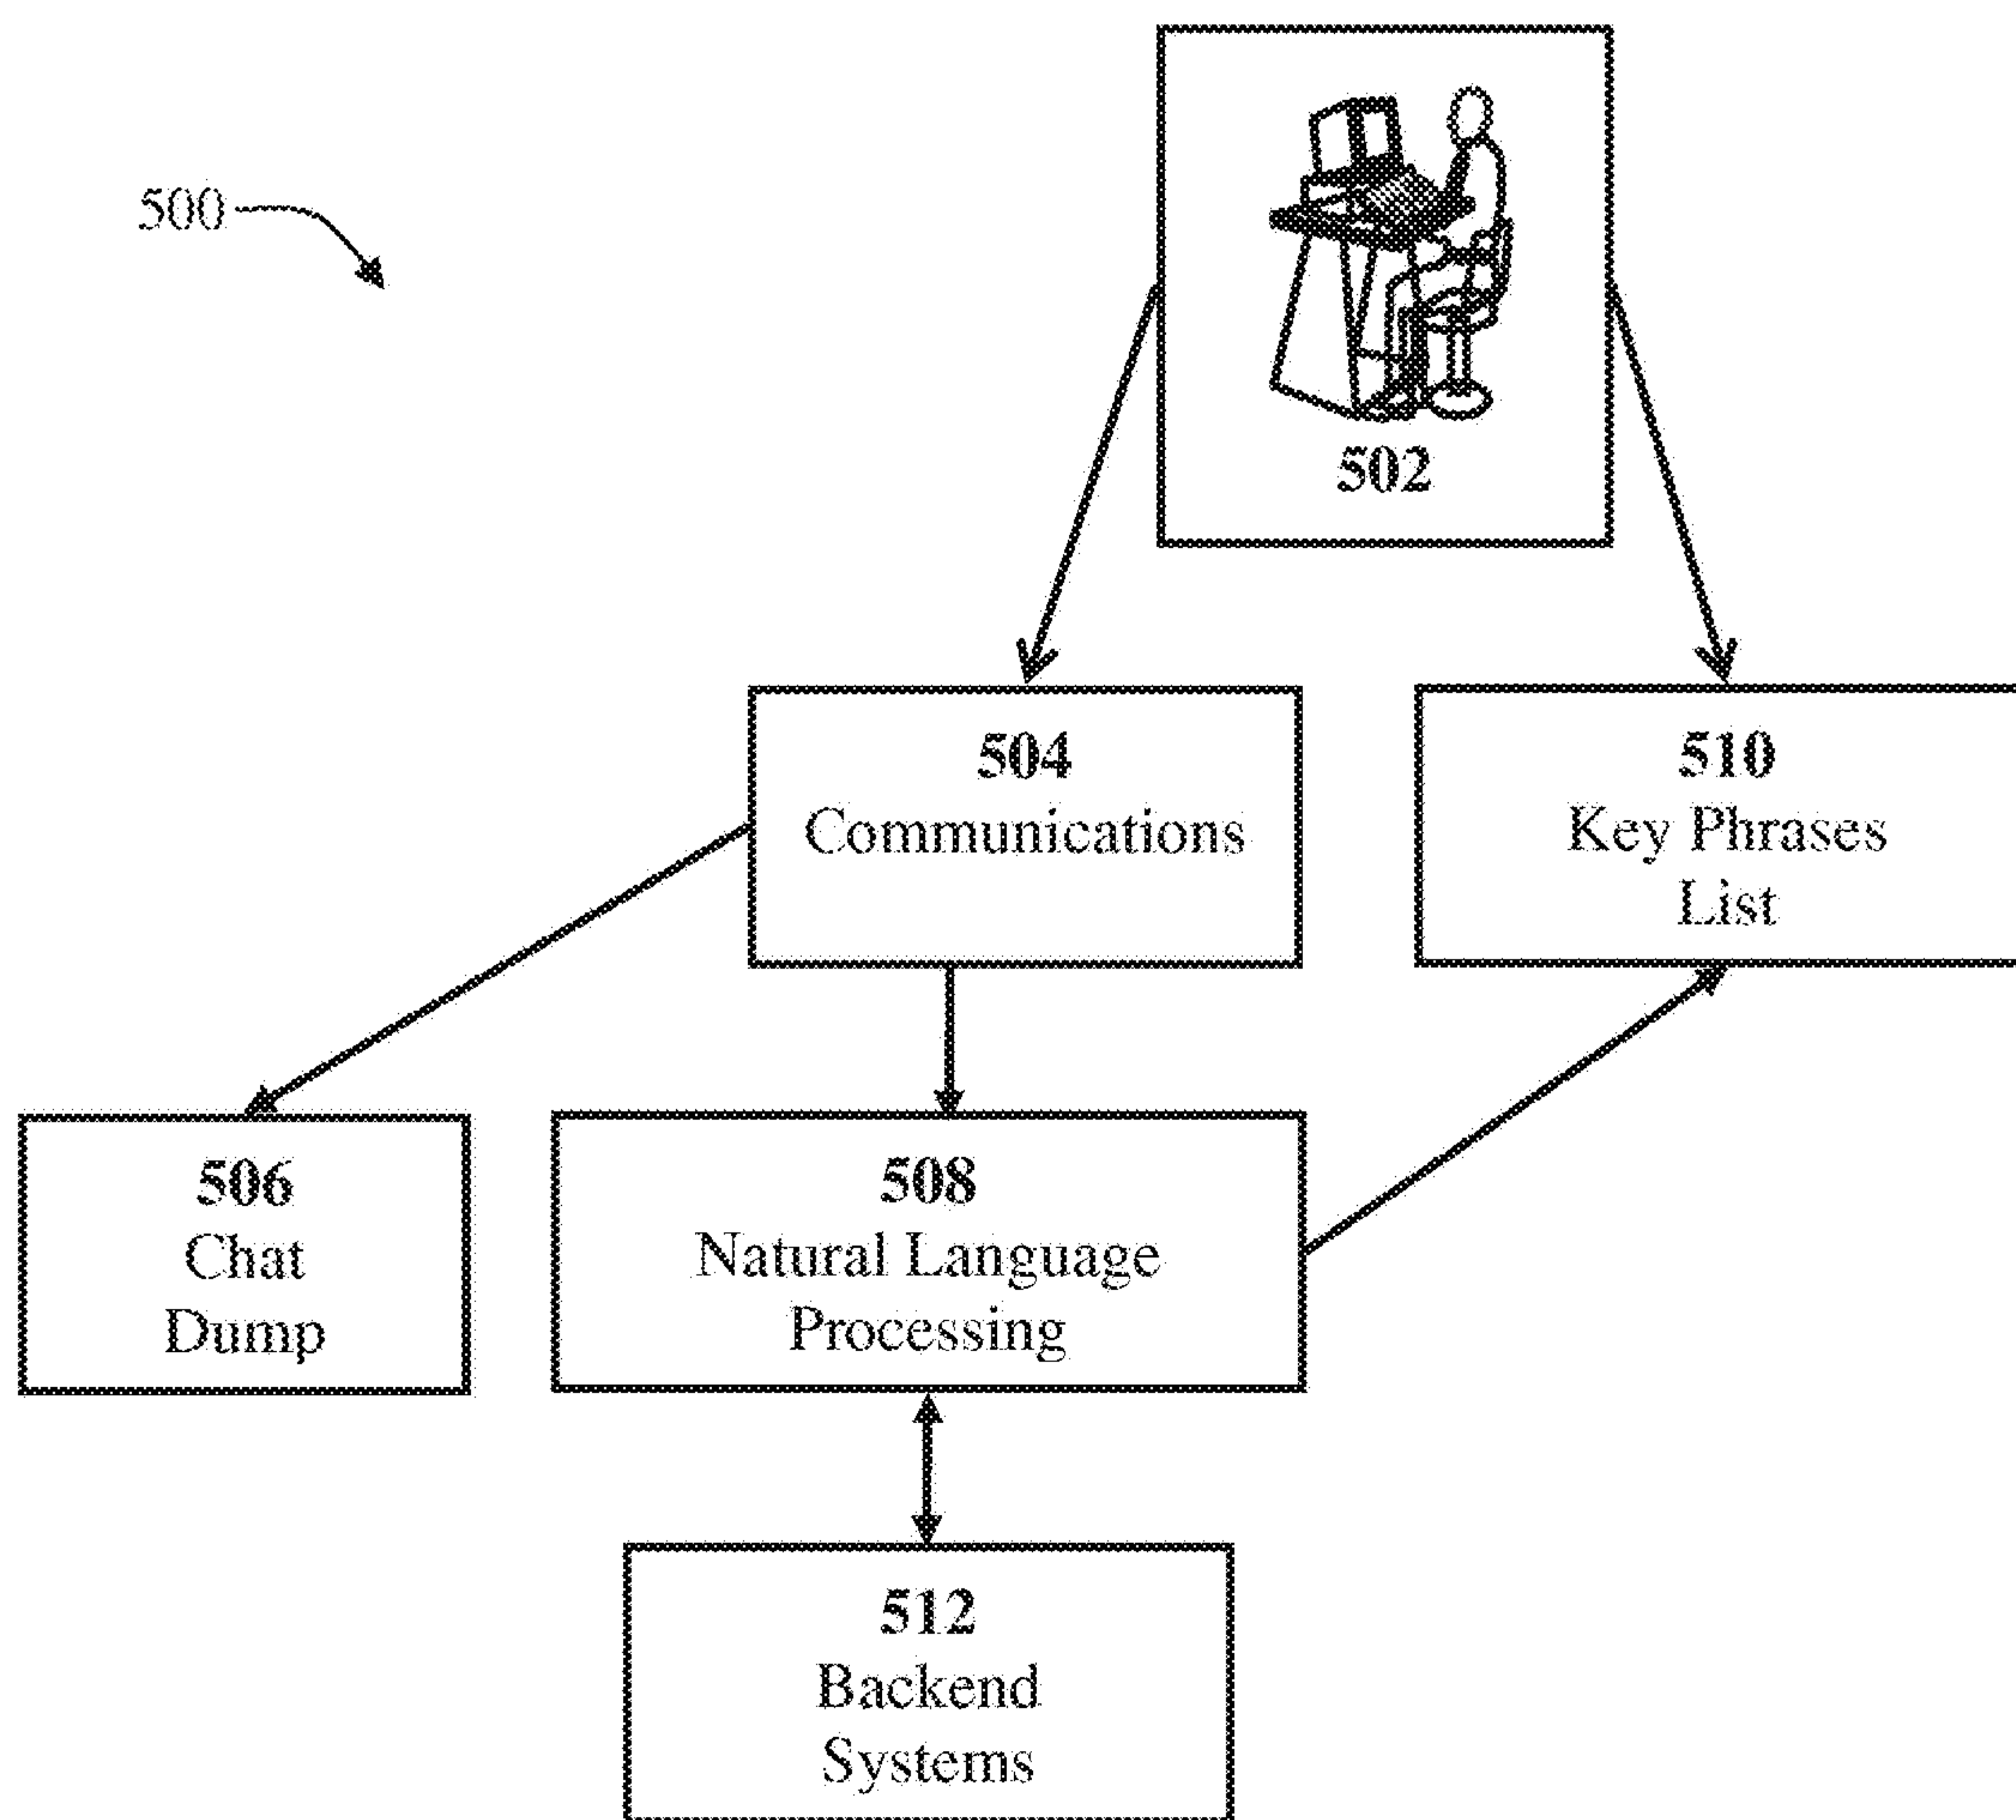 500
502
504
Communications
510
Key Phrases
List
506
Chat
Dump
508
Natural Language
Processing
512
Backend
Systems